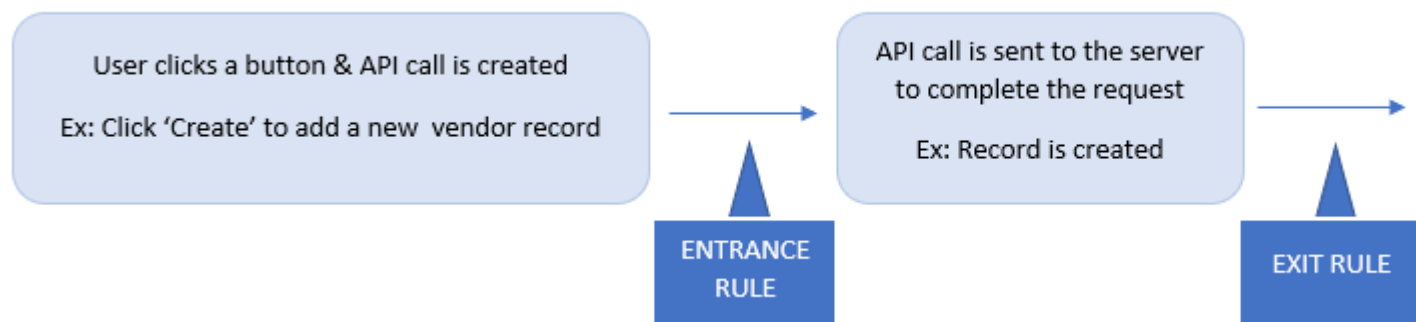 User clicks a button & API call is created
Ex: Click ‘Create’ to add a new  vendor record
API call is sent to the server
to complete the request
Ex: Record is created
ENTRANCE
RULE
EXIT RULE